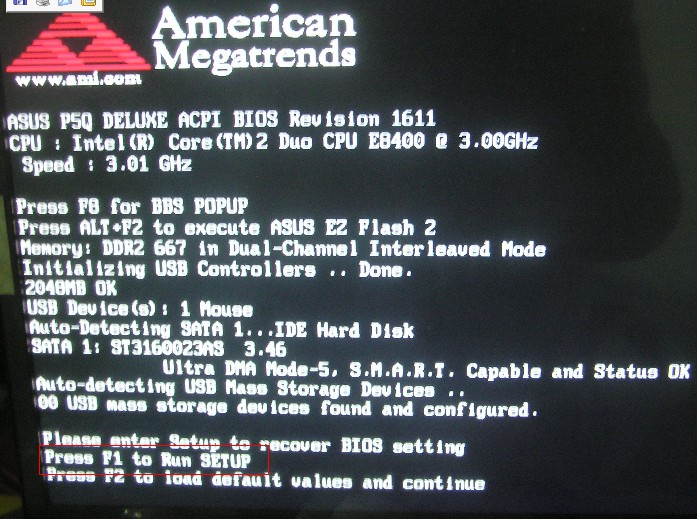 American
Megatrends
www.ami.com
ASUS P5Q DELUXE ACPI BIOS Revision 1611
CPU : Intel(R) Core(TM)2 Duo CPU E8400 @ 3.00GHz
Speed : 3.01 GHz
Press F8 for BBS POPUP
Press ALT+F2 to execute ASUS EZ Flash 2
Memory: DDR2 667 in Dual-Channel Interleaved Mode
Initializing USB Controllers .. Done.
2048MB OK
USB Device(s): 1 Mouse
Auto-Detecting SATA 1...IDE Hard Disk
SATA 1: ST3160023AS 3.46
Ultra DMA Mode-5, S.M.A.R.T. Capable and Status OK
Auto-detecting USB Mass Storage Devices ..
00 USB mass storage devices found and configured.
Please enter Setup to recover BIOS setting
Press F1 to Run SETUP
Press F2 to load default values and continue